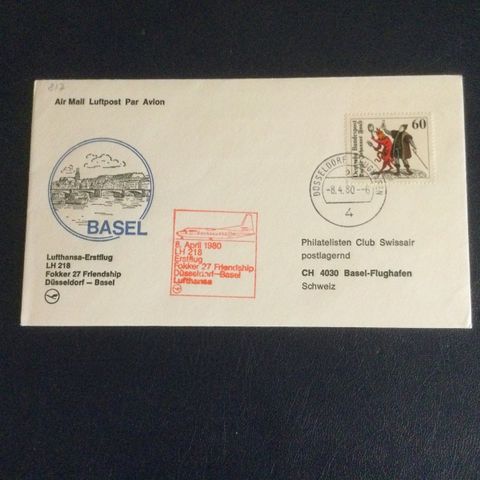 817
Air Mail Luftpost Par Avion
BASEL
Lufthansa-Erstflug
LH 218
Fokker 27 Friendship
Düsseldorf – Basel
8. April 1980
LH 218
Erstflug
Fokker 27 Friendship
Düsseldorf–Basel
Lufthansa
60
Deutsche Bundespost
DÜSSELDORF
-8.4.80--6
4
Philatelisten Club Swissair
postlagernd
CH 4030 Basel-Flughafen
Schweiz